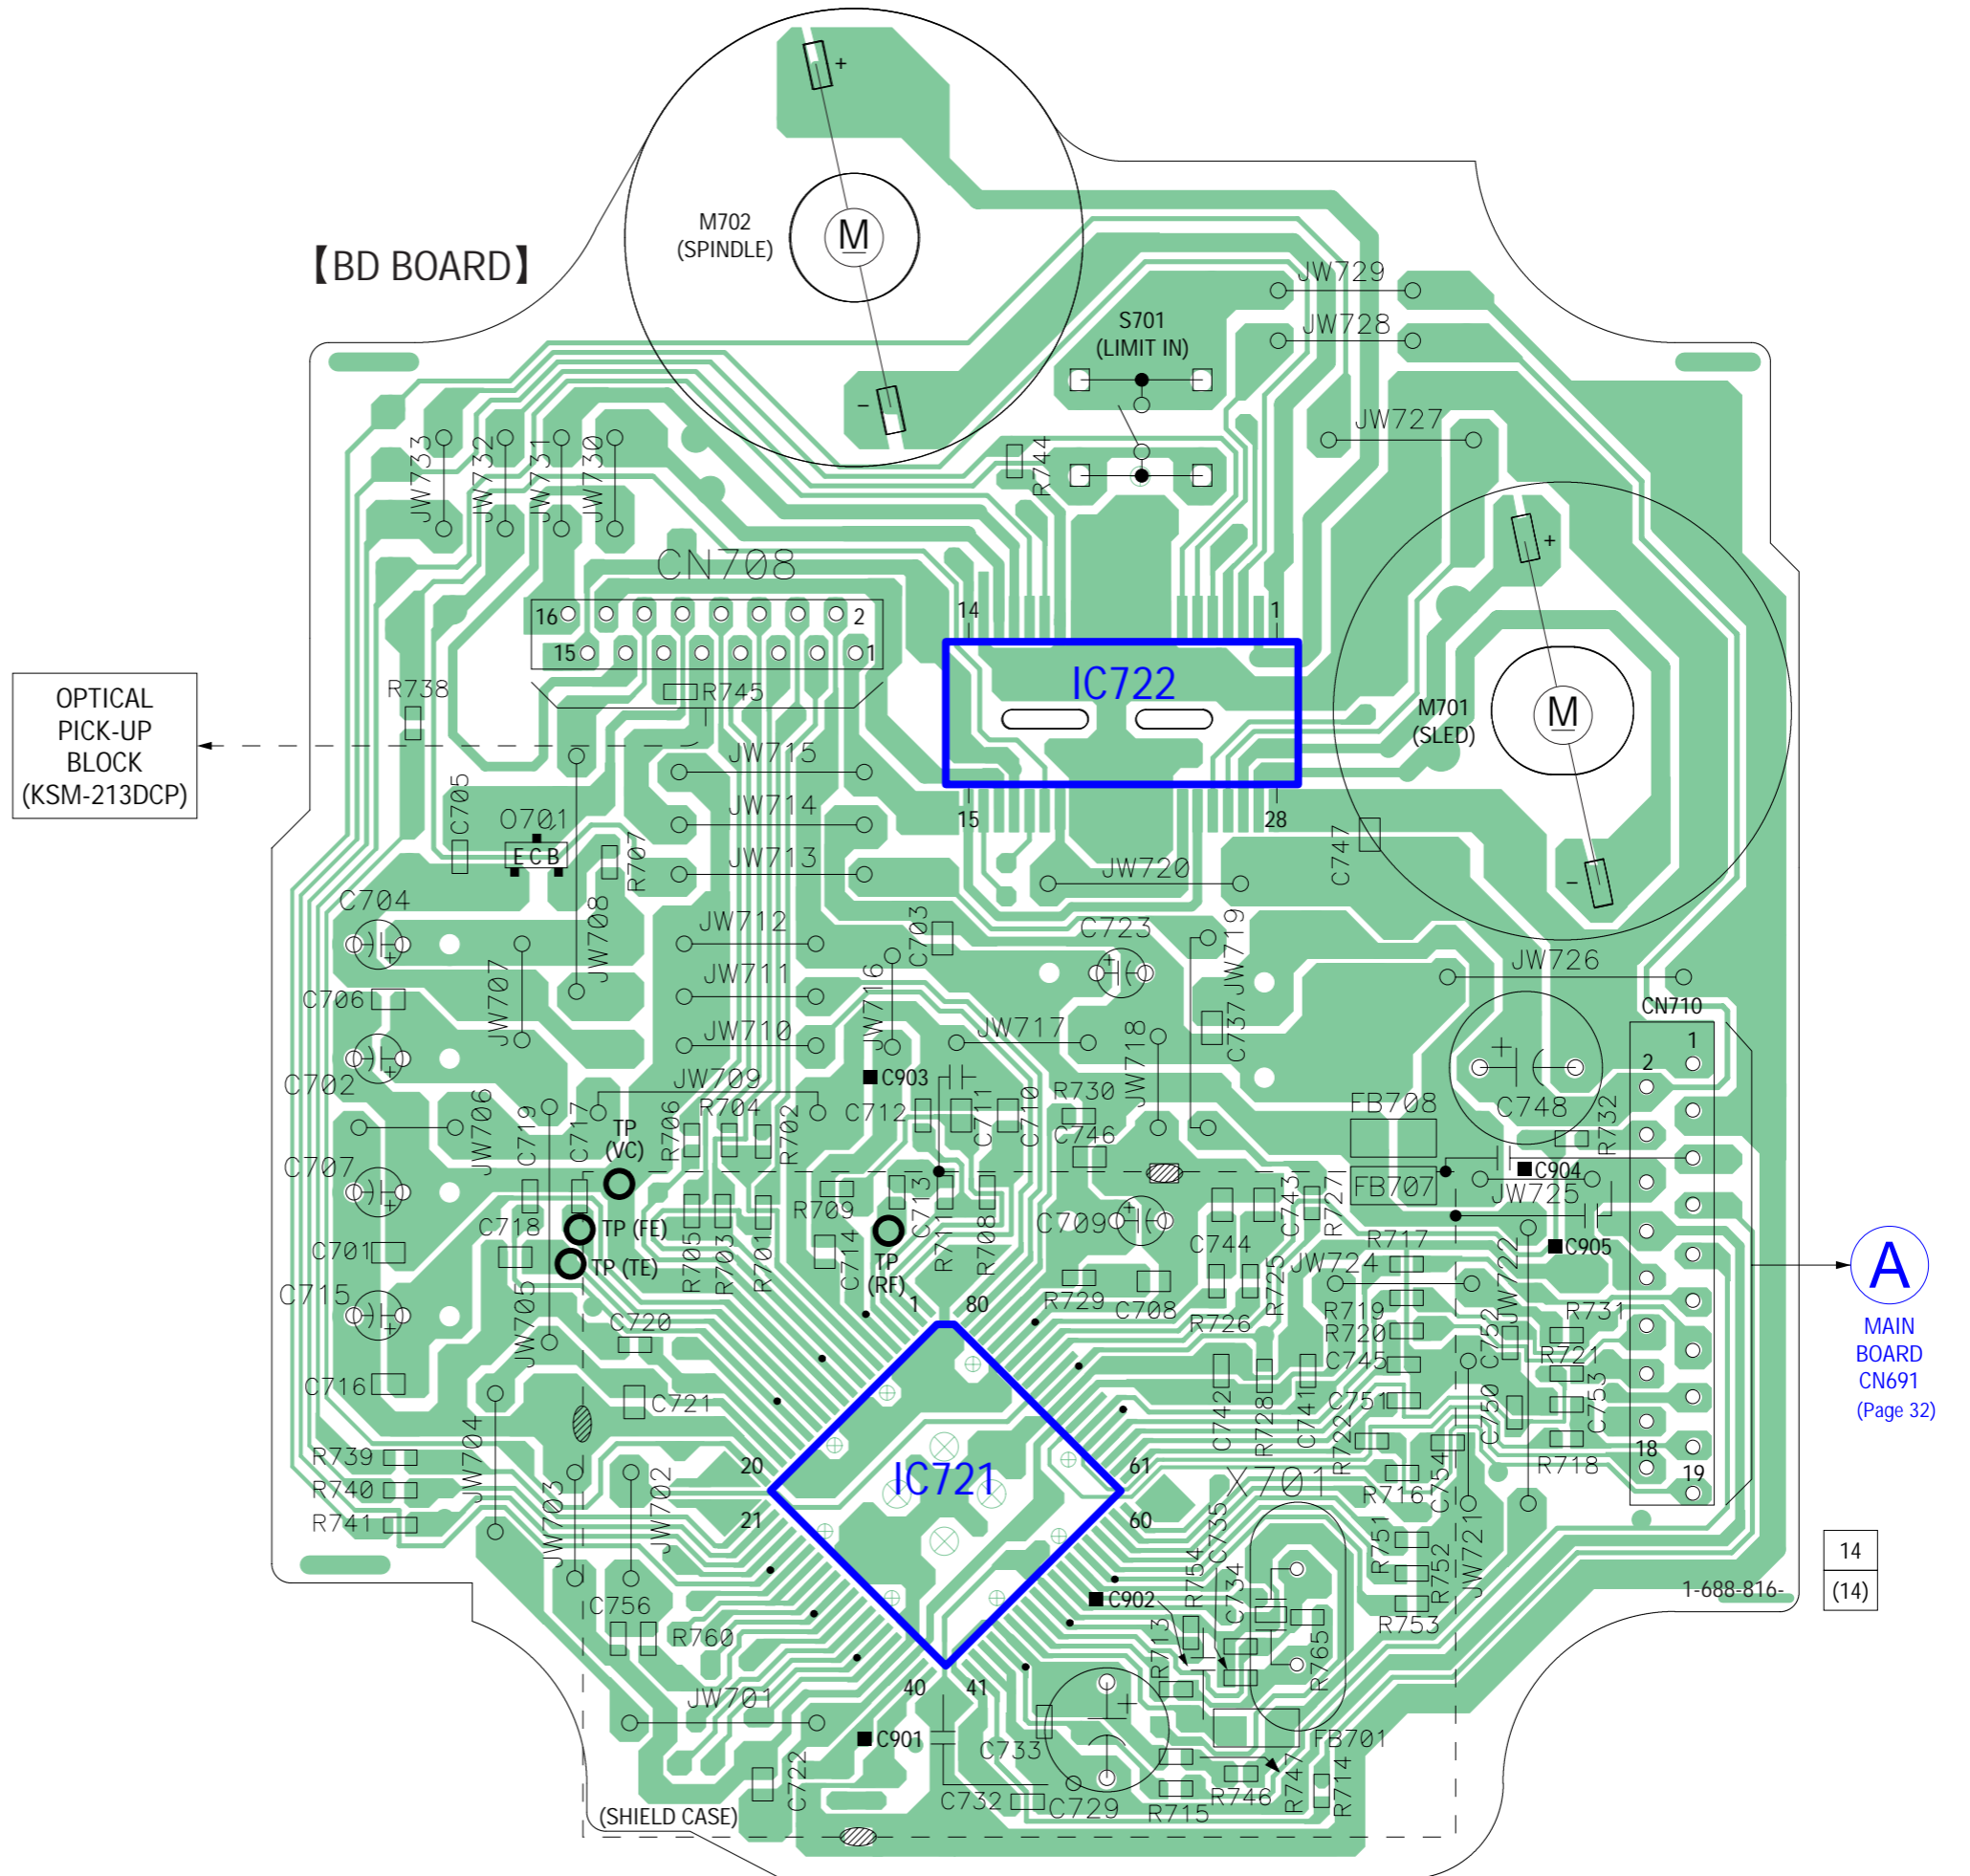 【BD BOARD】
M702
(SPINDLE)
M
+
–
S701
(LIMIT IN)
JW729
JW728
JW727
R744
JW733
JW732
JW731
JW730
CN708
16
2
15
1
R745
R738
OPTICAL
PICK-UP
BLOCK
(KSM-213DCP)
14
1
IC722
15
28
M701
(SLED)
M
+
–
C705
Q701
E C B
R707
JW715
JW714
JW713
JW720
C747
C704
JW708
JW712
C703
C723
JW719
JW707
JW711
JW716
JW726
C706
JW710
JW717
JW718
C737
CN710
1
2
C702
JW709
C903
C748
JW706
C719
C717
TP
(VC)
R706
R704
R702
C712
C711
C710
R730
C746
FB708
R732
C707
FB707
C904
JW725
C718
TP (FE)
TP (TE)
R705
R703
R701
R709
C714
TP
(RF)
C713
R711
R708
C709
C744
C743
R727
R717
C905
C701
JW724
JW722
A
MAIN
BOARD
CN691
(Page 32)
C715
JW705
C720
1
80
R729
C708
R726
R725
R719
R720
C752
R731
R721
C716
C721
C742
R728
C741
C745
C751
C750
C753
R722
R718
R739
R740
R741
JW704
JW703
JW702
20
21
IC721
61
60
X701
R716
C754
18
19
C735
R754
C734
R751
R752
R753
JW721
1-688-816-
14
(14)
C756
R760
C902
R713
R765
40
41
JW701
C901
C733
FB701
C722
C732
C729
R715
R746
R747
R714
(SHIELD CASE)